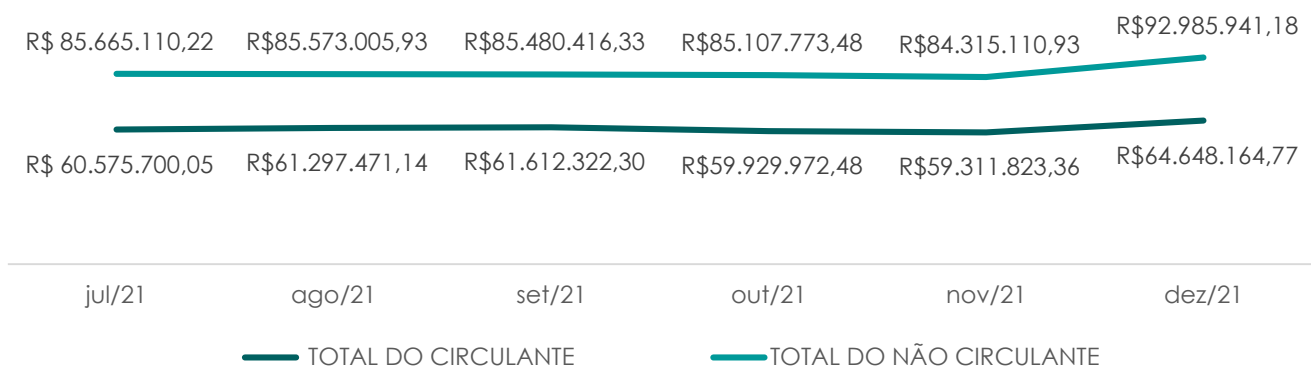 R$ 85.665.110,22 R$85.573.005,93 R$85.480.416,33 R$85.107.773,48 R$84.315.110,93 R$92.985.941,18
R$ 60.575.700,05 R$61.297.471,14 R$61.612.322,30 R$59.929.972,48 R$59.311.823,36 R$64.648.164,77
jul/21 ago/21 set/21 out/21 nov/21 dez/21
TOTAL DO CIRCULANTE TOTAL DO NÃO CIRCULANTE